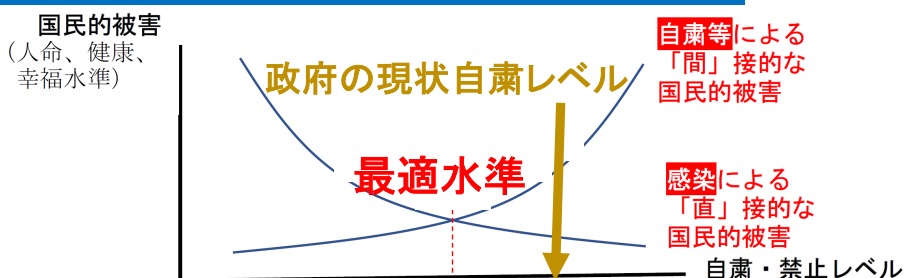 国民的被害
（人命、健康、
幸福水準）
政府の現状自粛レベル
最適水準
自粛等による
「間」接的な
国民的被害
感染による
「直」接的な
国民的被害
自粛・禁止レベル